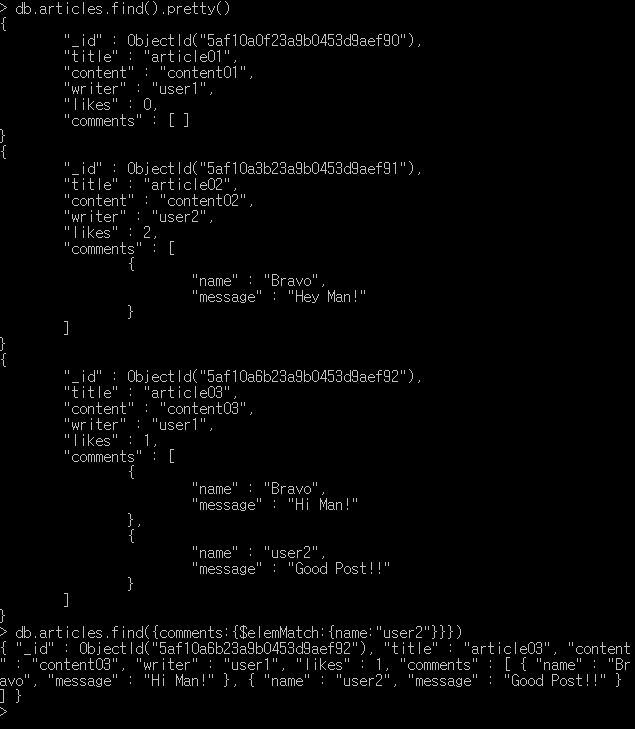 > db.articles.find().pretty()
{
        "_id" : ObjectId("5af10a0f23a9b0453d9aef90"),
        "title" : "article01",
        "content" : "content01",
        "writer" : "user1",
        "likes" : 0,
        "comments" : [ ]
}
{
        "_id" : ObjectId("5af10a3b23a9b0453d9aef91"),
        "title" : "article02",
        "content" : "content02",
        "writer" : "user2",
        "likes" : 2,
        "comments" : [
                {
                        "name" : "Bravo",
                        "message" : "Hey Man!"
                }
        ]
}
{
        "_id" : ObjectId("5af10a6b23a9b0453d9aef92"),
        "title" : "article03",
        "content" : "content03",
        "writer" : "user1",
        "likes" : 1,
        "comments" : [
                {
                        "name" : "Bravo",
                        "message" : "Hi Man!"
                },
                {
                        "name" : "user2",
                        "message" : "Good Post!!"
                }
        ]
}
> db.articles.find({comments:{$elemMatch:{name:"user2"}}})
{ "_id" : ObjectId("5af10a6b23a9b0453d9aef92"), "title" : "article03", "content
" : "content03", "writer" : "user1", "likes" : 1, "comments" : [ { "name" : "Br
avo", "message" : "Hi Man!" }, { "name" : "user2", "message" : "Good Post!!" }
] }
>